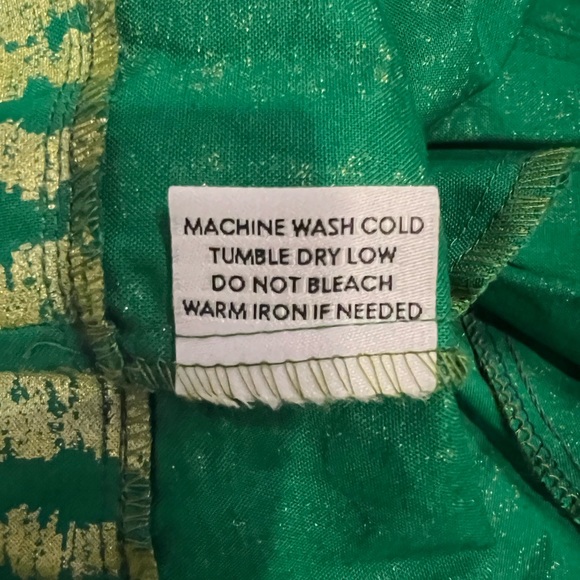 MACHINE WASH COLD
TUMBLE DRY LOW
DO NOT BLEACH
WARM IRON IF NEEDED